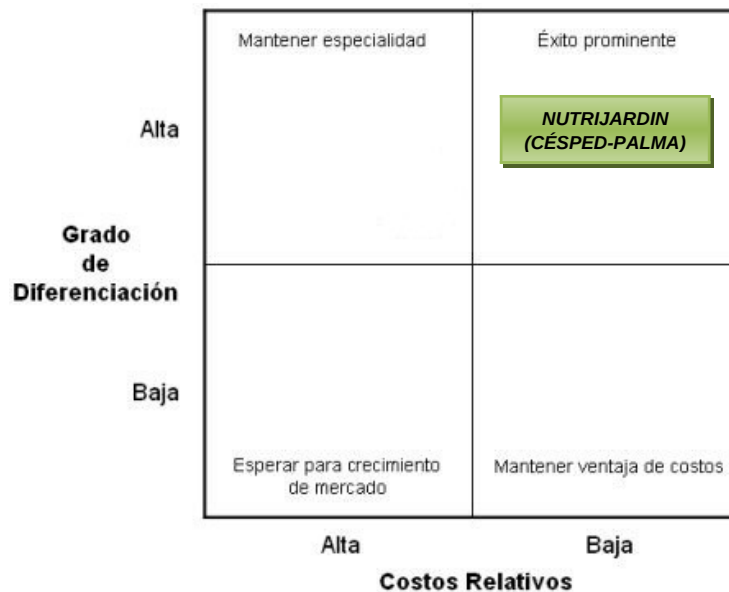 Mantener especialidad
Éxito prominente
NUTRIJARDIN
(CÉSPED-PALMA)
Alta
Grado
de
Diferenciación
Baja
Esperar para crecimiento
de mercado
Mantener ventaja de costos
Alta
Baja
Costos Relativos